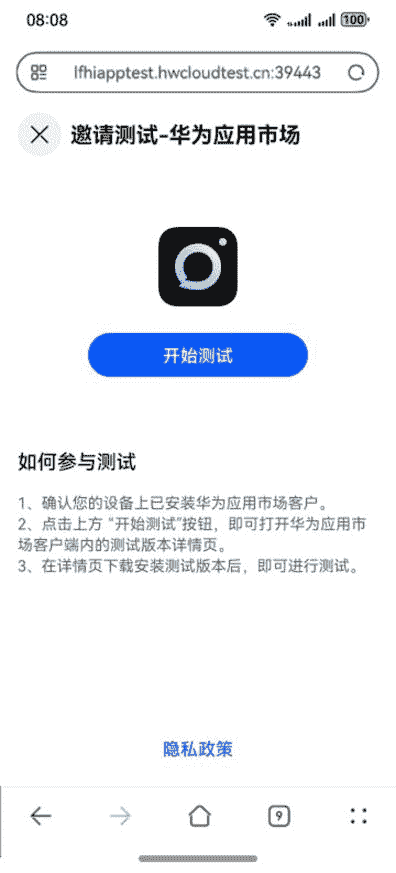 08:08
100
lfhiapptest.hwcloudtest.cn:39443
邀请测试-华为应用市场
开始测试
如何参与测试
1、确认您的设备上已安装华为应用市场客户。
2、点击上方 “开始测试”按钮，即可打开华为应用市
场客户端内的测试版本详情页。
3、在详情页下载安装测试版本后，即可进行测试。
隐私政策
9